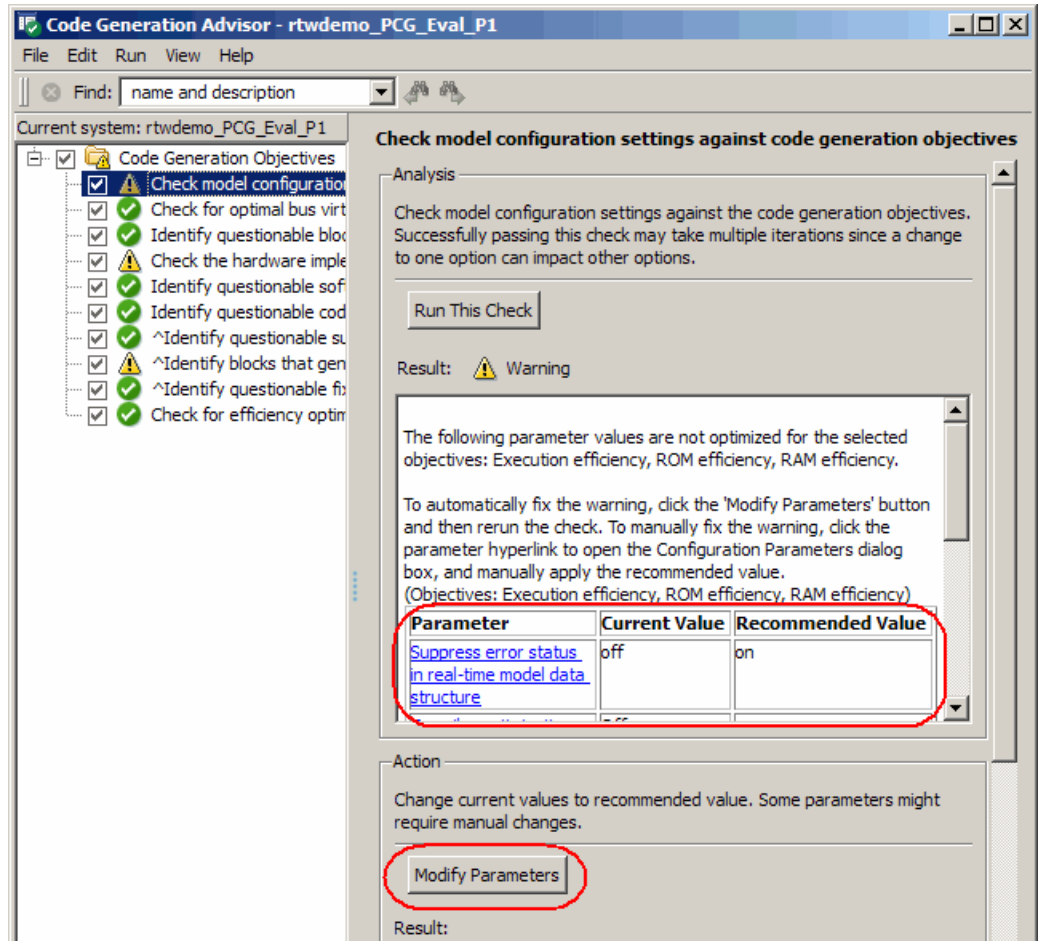 Code Generation Advisor - rtwdemo_PCG_Eval_P1
File Edit Run View Help
Find: name and description
Current system: rtwdemo_PCG_Eval_P1
Code Generation Objectives
Check model configuration
Check for optimal bus virt
Identify questionable bloc
Check the hardware imple
Identify questionable sof
Identify questionable cod
^Identify questionable su
^Identify blocks that gen
^Identify questionable fix
Check for efficiency optim
Check model configuration settings against code generation objectives
Analysis
Check model configuration settings against the code generation objectives.
Successfully passing this check may take multiple iterations since a change
to one option can impact other options.
Run This Check
Result: Warning
The following parameter values are not optimized for the selected
objectives: Execution efficiency, ROM efficiency, RAM efficiency.
To automatically fix the warning, click the 'Modify Parameters' button
and then rerun the check. To manually fix the warning, click the
parameter hyperlink to open the Configuration Parameters dialog
box, and manually apply the recommended value.
(Objectives: Execution efficiency, ROM efficiency, RAM efficiency)
Parameter Current Value Recommended Value
Suppress error status off on
in real-time model data
structure
Action
Change current values to recommended value. Some parameters might
require manual changes.
Modify Parameters
Result: